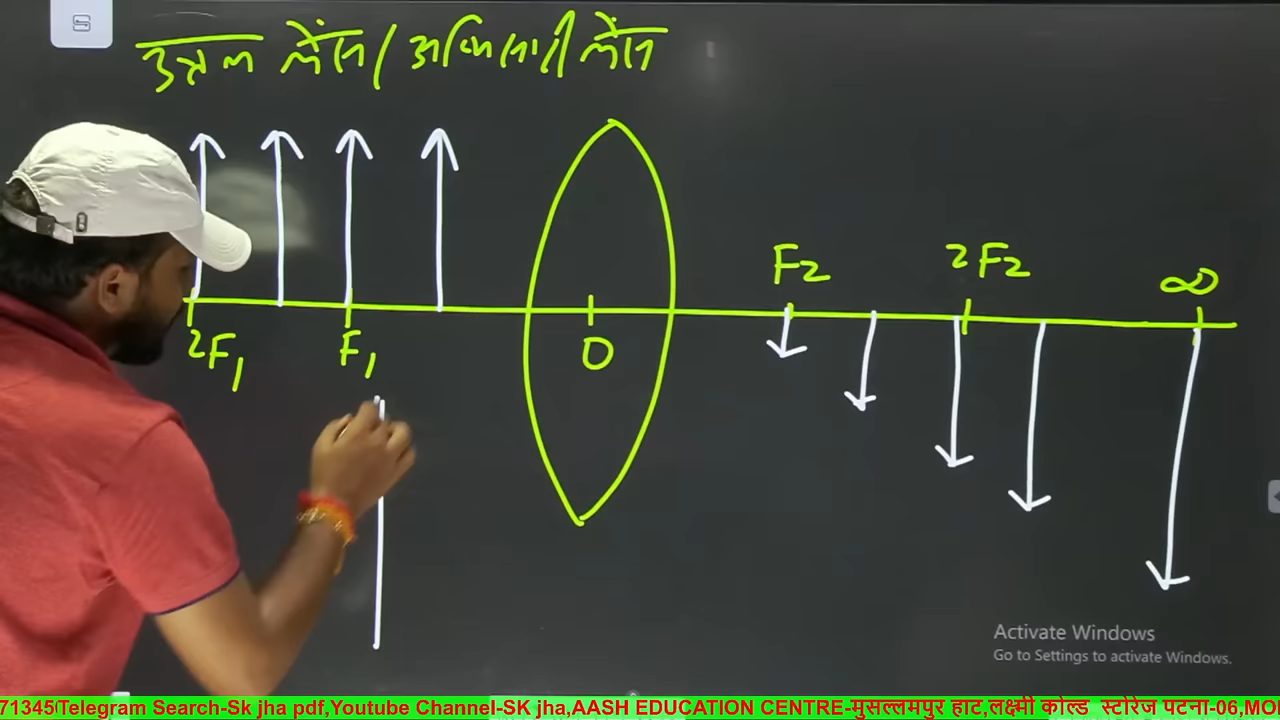 उत्तल लेंस/अभिसारी लेंस
F2
2F2
∞
2F1
F1
O
Activate Windows
Go to Settings to activate Windows.
71345 Telegram Search-Sk jha pdf,Youtube Channel-SK jha,AASH EDUCATION CENTRE-मुसल्लमपुर हाट,लक्ष्मी कोल्ड स्टोरेज पटना-06,MO